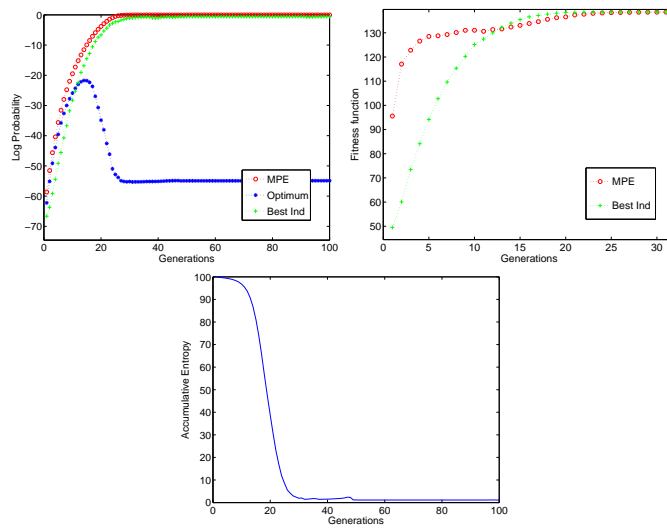 0
−10
−20
−30
−40
−50
−60
−70
Log Probability
0 20 40 60 80 100
Generations
MPE
Optimum
Best Ind
130
120
110
100
90
80
70
60
50
Fitness function
0 5 10 15 20 25 30
Generations
MPE
Best Ind
100
90
80
70
60
50
40
30
20
10
0
Accumulative Entropy
0 20 40 60 80 100
Generations